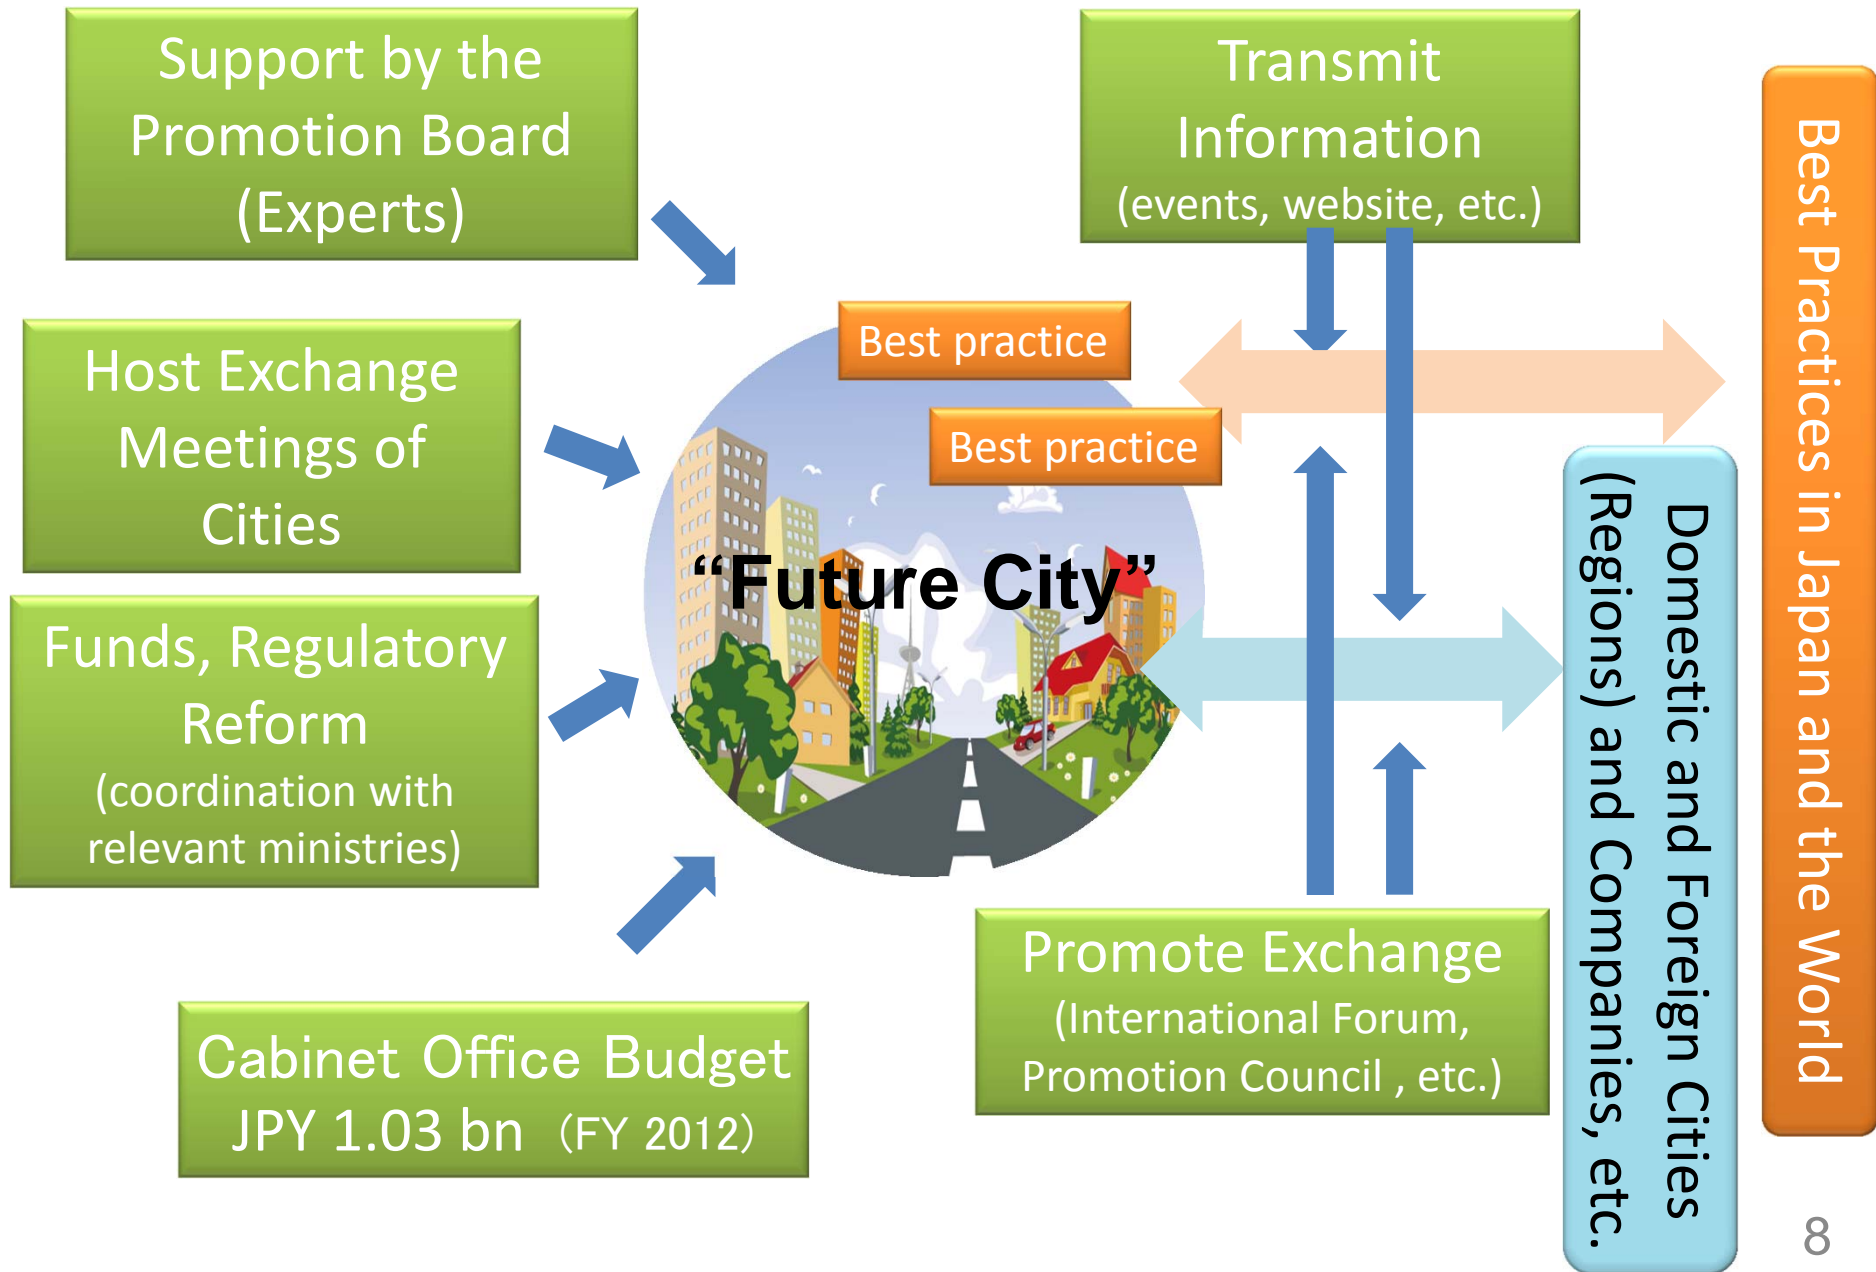 Support by the
Promotion Board
(Experts)
Host Exchange
Meetings of
Cities
Funds, Regulatory
Reform
(coordination with
relevant ministries)
Cabinet Office Budget
JPY 1.03 bn (FY 2012)
Best practice
Best practice
“Future City”
Transmit
Information
(events, website, etc.)
Promote Exchange
(International Forum,
Promotion Council , etc.)
Domestic and Foreign Cities
(Regions) and Companies, etc.
Best Practices in Japan and the World
8